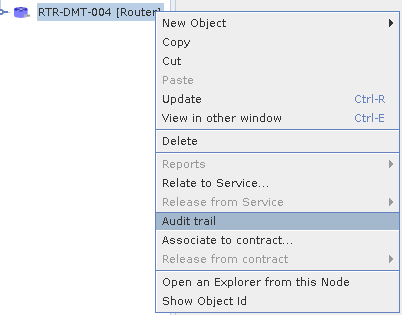 RTR-DMT-004 [Router]
New Object
Copy
Cut
Paste
Update Ctrl-R
View in other window Ctrl-E
Delete
Reports
Relate to Service...
Release from Service
Audit trail
Associate to contract...
Release from contract
Open an Explorer from this Node
Show Object Id